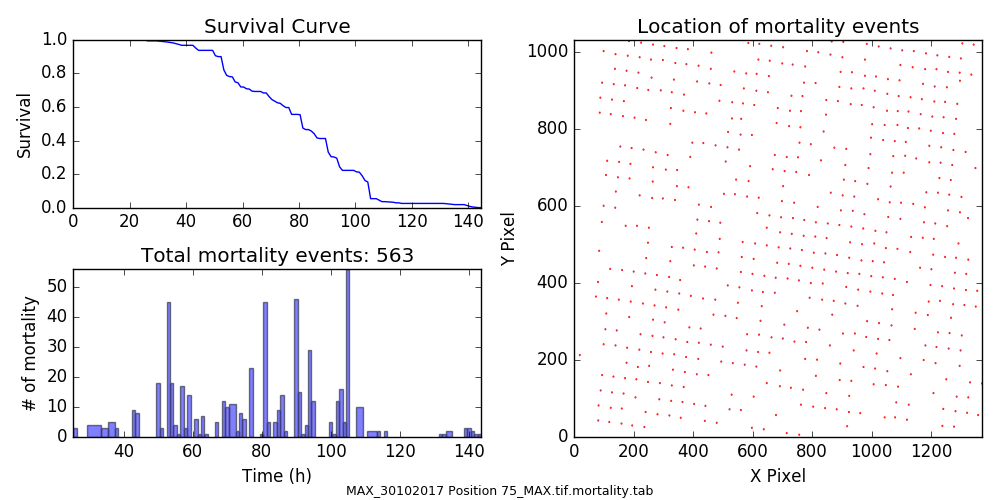 Survival Curve
Survival
1.0
0.8
0.6
0.4
0.2
0.0
0 20 40 60 80 100 120 140
Total mortality events: 563
# of mortality
50
40
30
20
10
0
40 60 80 100 120 140
Time (h)
Location of mortality events
Y Pixel
1000
800
600
400
200
0
0 200 400 600 800 1000 1200
X Pixel
MAX_30102017 Position 75_MAX.tif.mortality.tab